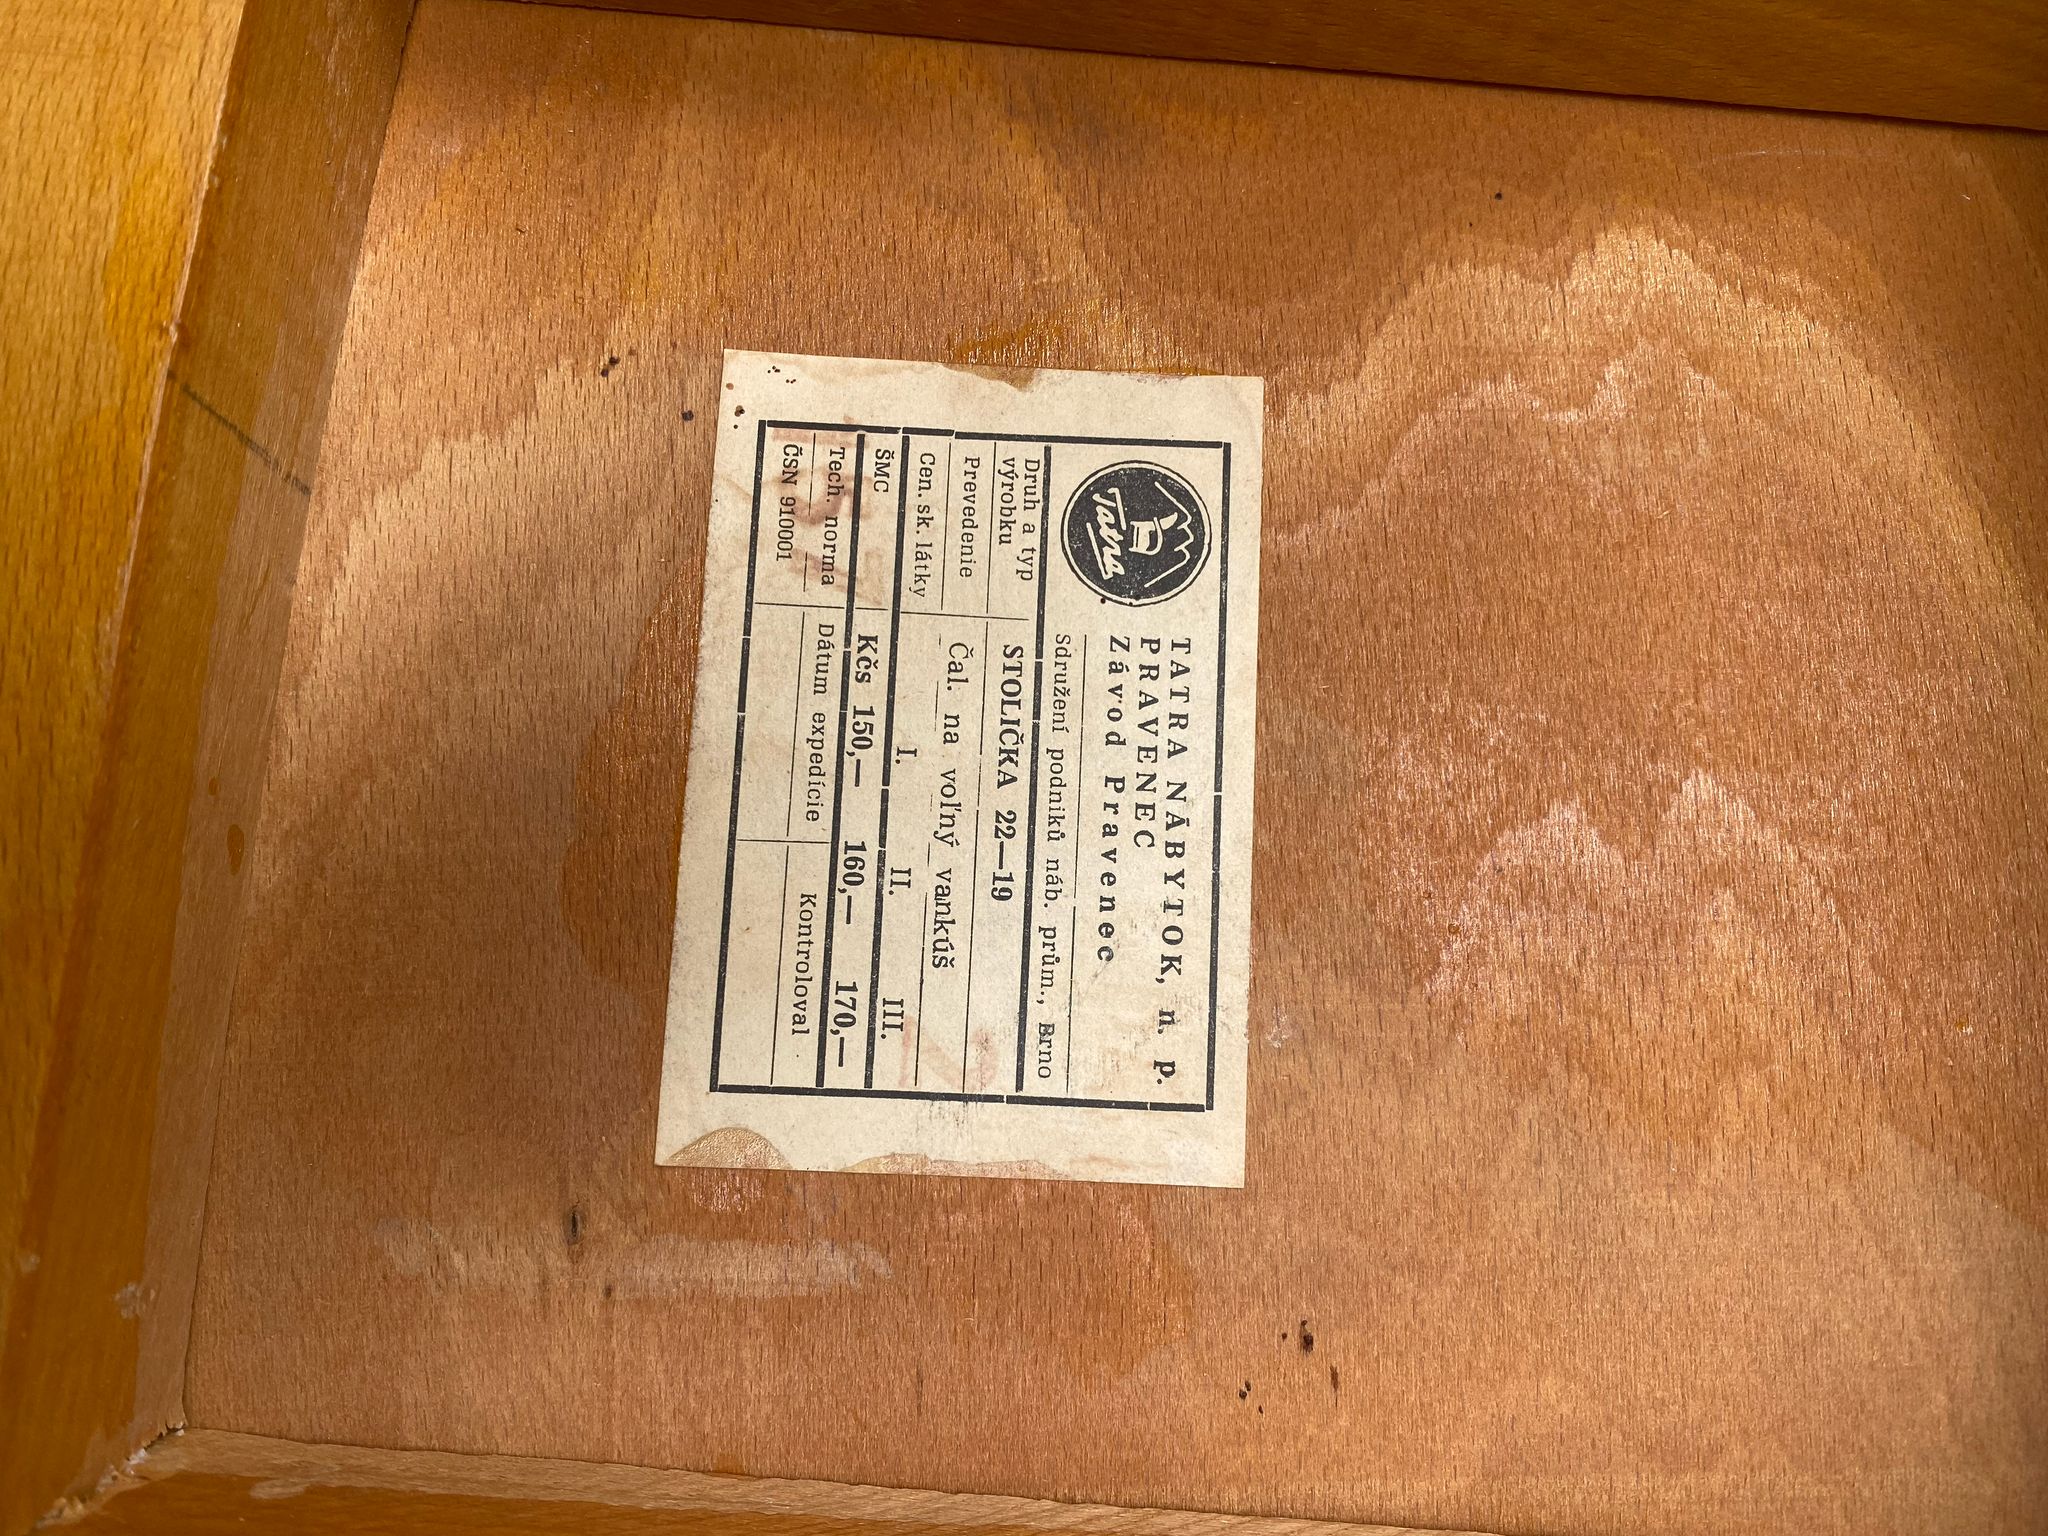 Tatra
TATRA NÁBYTOK, n. p.
PRAVENEC
Závod Pravenec
Sdružení podniků náb. prům., Brno
Druh a typ
výrobku
STOLIČKA 22—19
Prevedenie
Čal. na voľný vankúš
Cen. sk. látky
I. II. III.
ŠMC
Kčs 150,— 160,— 170,—
Tech. norma
Dátum expedície
Kontroloval
ČSN 910001